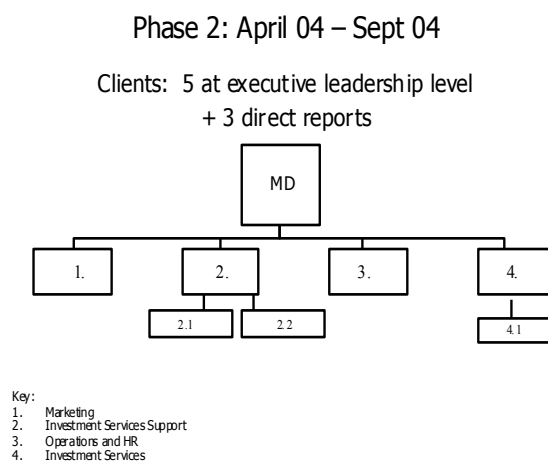 Phase 2: April 04 – Sept 04
Clients: 5 at executive leadership level
+ 3 direct reports
MD
1.
2.
3.
4.
2.1
2.2
4.1
Key:
1. Marketing
2. Investment Services Support
3. Operations and HR
4. Investment Services